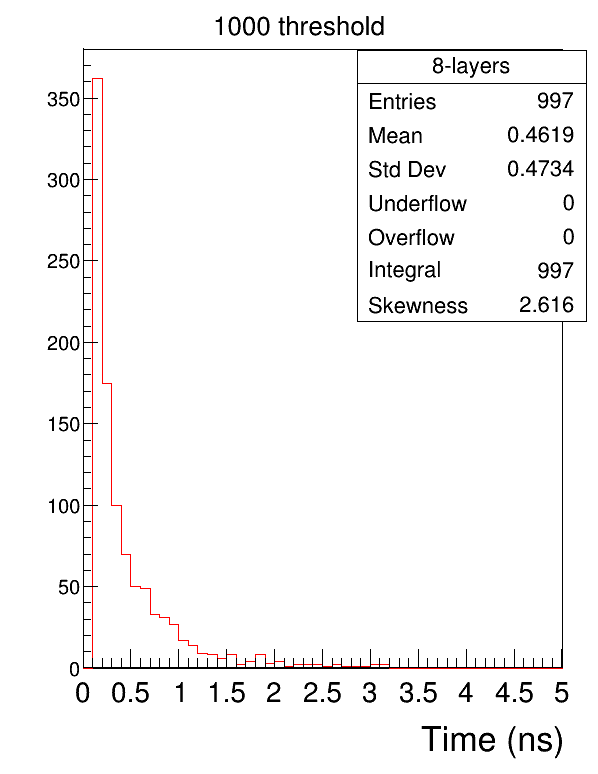 1000 threshold
8-layers
Entries 997
Mean 0.4619
Std Dev 0.4734
Underflow 0
Overflow 0
Integral 997
Skewness 2.616
350
300
250
200
150
100
50
0
0 0.5 1 1.5 2 2.5 3 3.5 4 4.5 5
Time (ns)